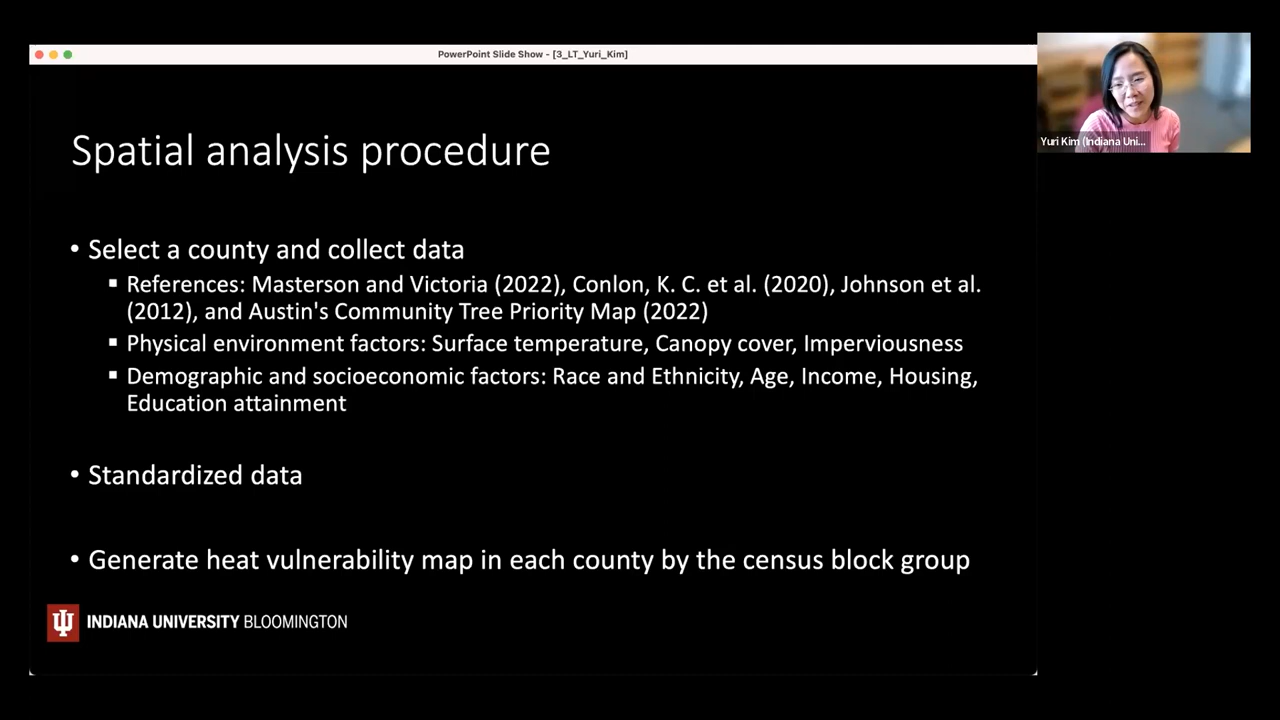 PowerPoint Slide Show - [3_LT_Yuri_Kim]
Yuri Kim (Indiana Uni...
Spatial analysis procedure
• Select a county and collect data
▪ References: Masterson and Victoria (2022), Conlon, K. C. et al. (2020), Johnson et al.
(2012), and Austin's Community Tree Priority Map (2022)
▪ Physical environment factors: Surface temperature, Canopy cover, Imperviousness
▪ Demographic and socioeconomic factors: Race and Ethnicity, Age, Income, Housing,
Education attainment
• Standardized data
• Generate heat vulnerability map in each county by the census block group
INDIANA UNIVERSITY BLOOMINGTON